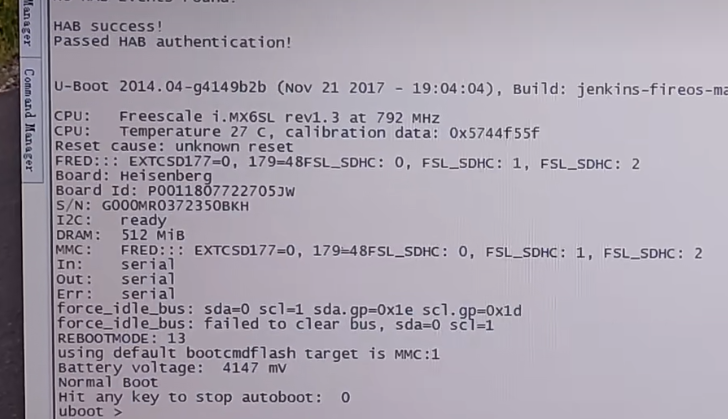 Manager
Command Manager
HAB success!
Passed HAB authentication!
U-Boot 2014.04-g4149b2b (Nov 21 2017 - 19:04:04), Build: jenkins-fireos-ma
CPU:   Freescale i.MX6SL rev1.3 at 792 MHz
CPU:   Temperature 27 C, calibration data: 0x5744f55f
Reset cause: unknown reset
FRED::: EXTCSD177=0, 179=48FSL_SDHC: 0, FSL_SDHC: 1, FSL_SDHC: 2
Board: Heisenberg
Board Id: P0011807722705JW
S/N: G000MR0372350BKH
I2C:   ready
DRAM:  512 MiB
MMC:   FRED::: EXTCSD177=0, 179=48FSL_SDHC: 0, FSL_SDHC: 1, FSL_SDHC: 2
In:    serial
Out:   serial
Err:   serial
force_idle_bus: sda=0 scl=1 sda.gp=0x1e scl.gp=0x1d
force_idle_bus: failed to clear bus, sda=0 scl=1
REBOOTMODE: 13
using default bootcmdflash target is MMC:1
Battery voltage:  4147 mV
Normal Boot
Hit any key to stop autoboot:  0
uboot >